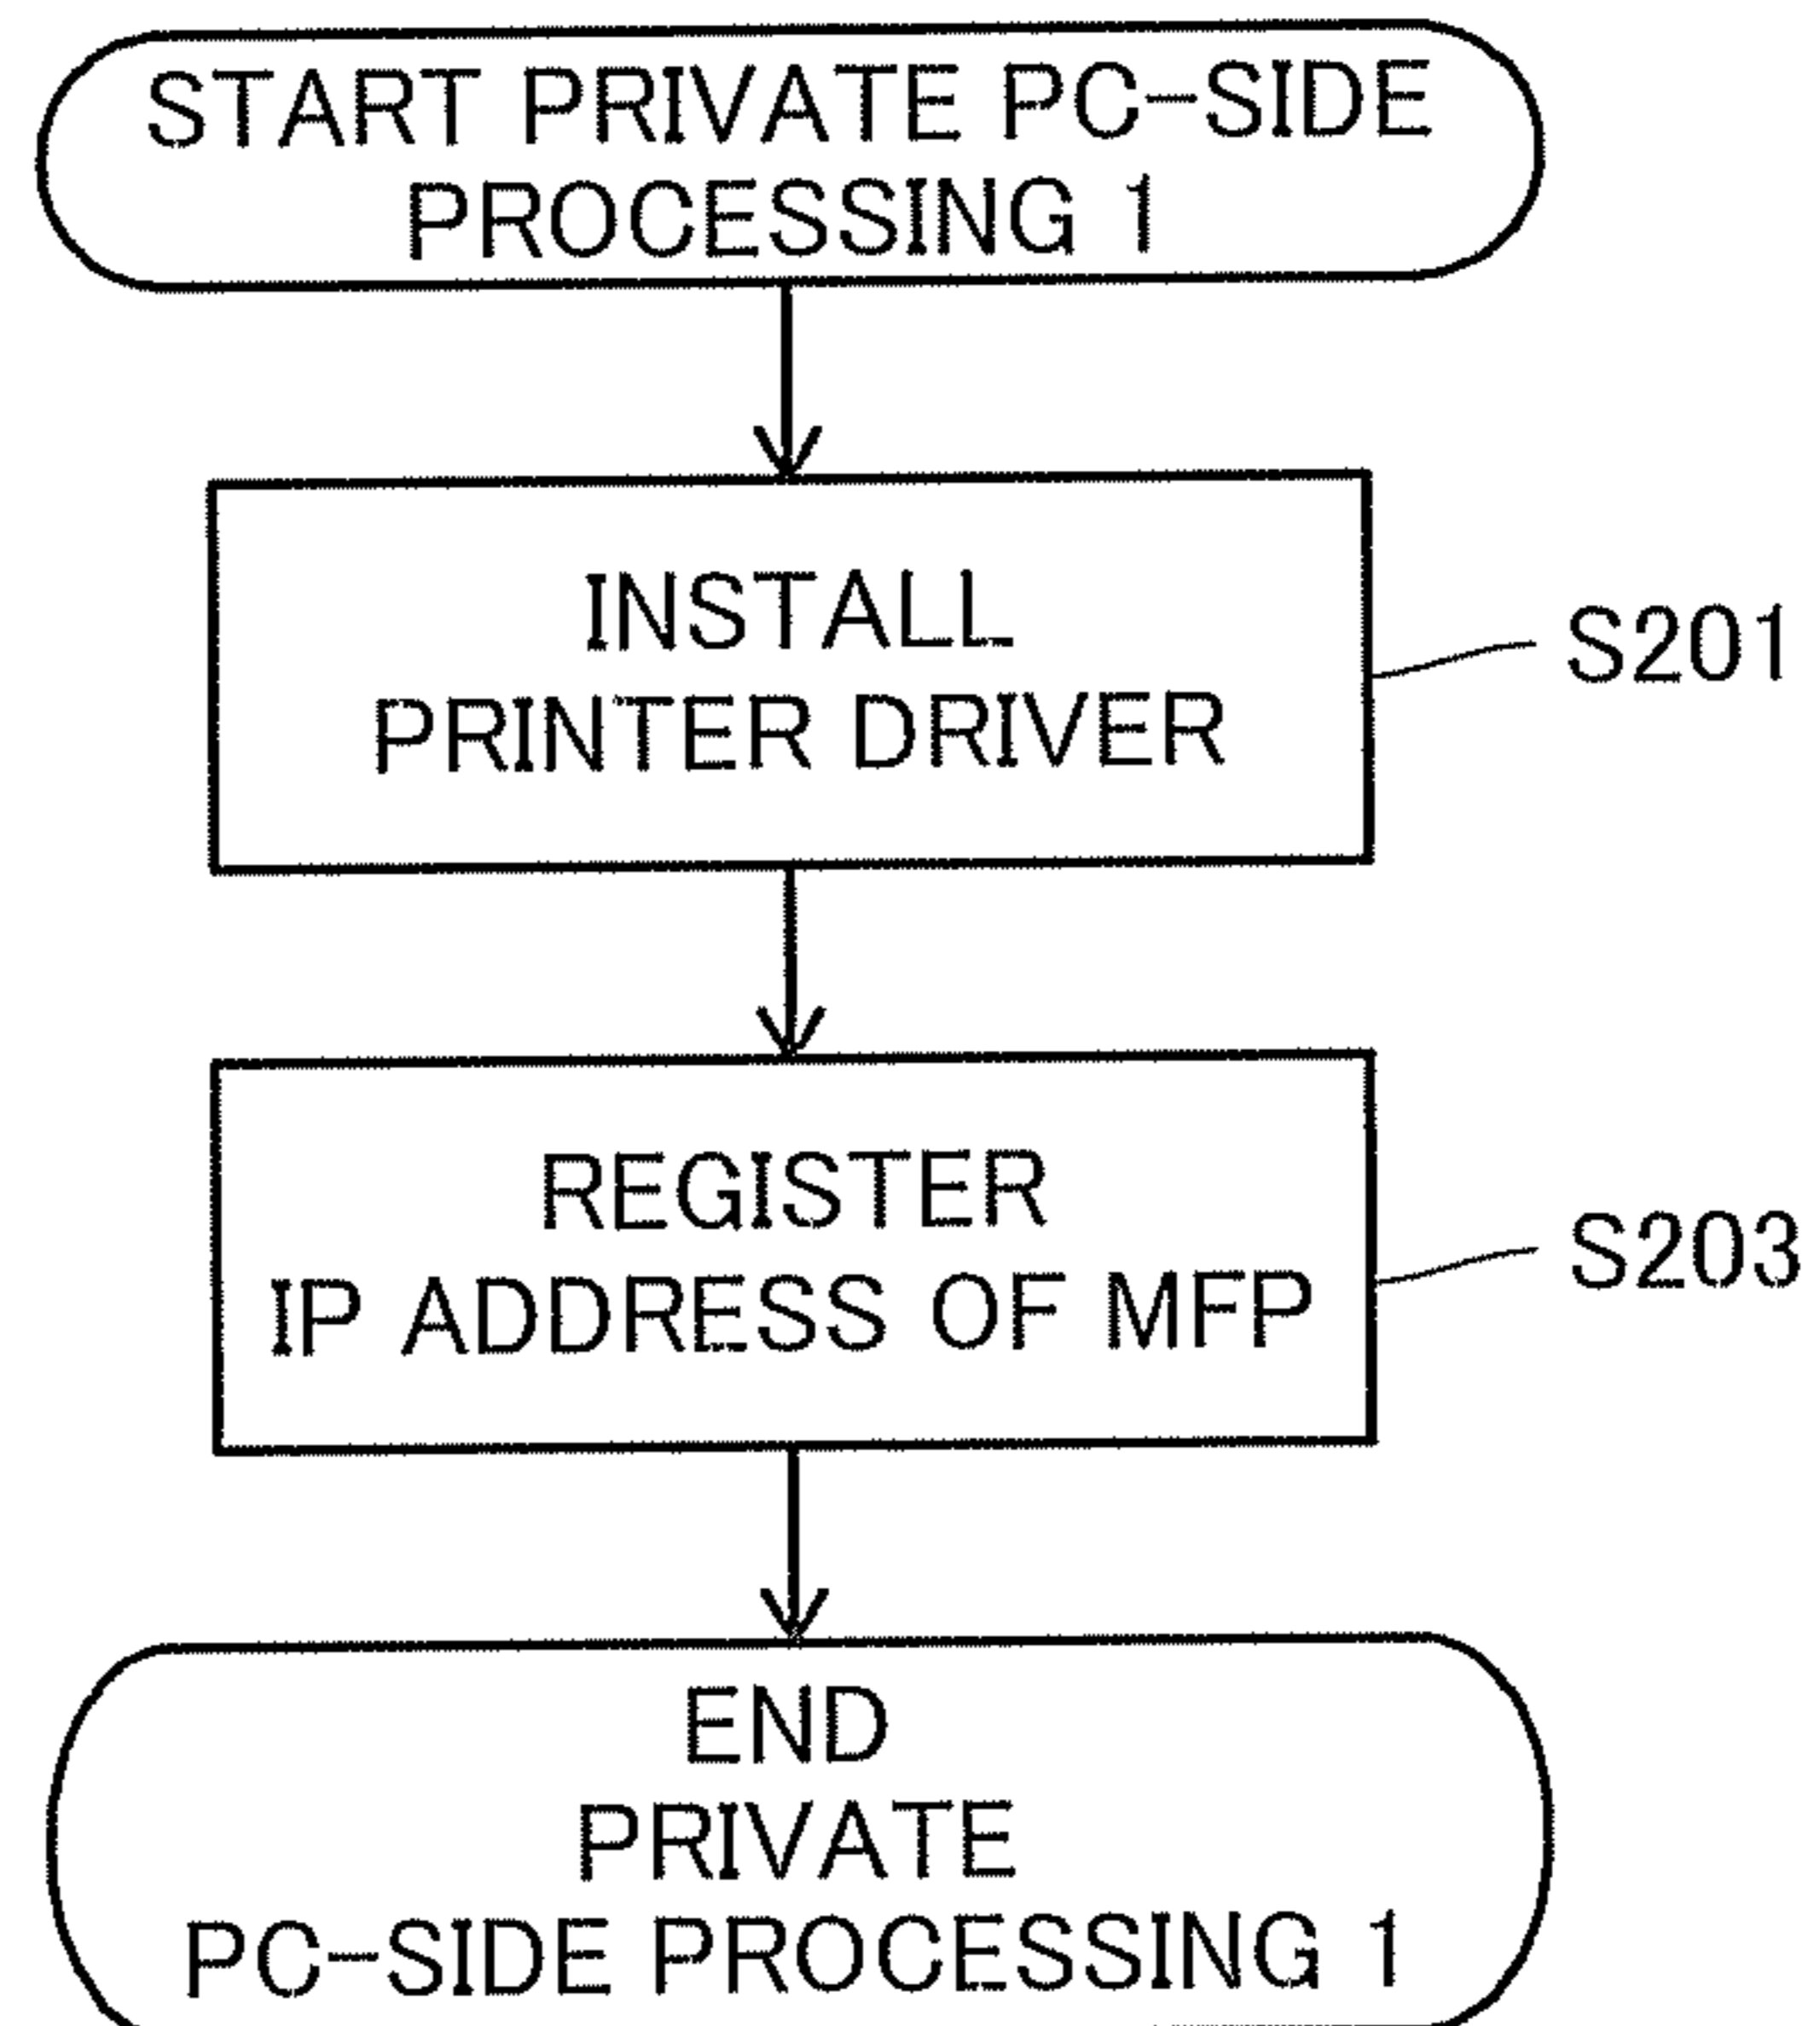 START PRIVATE PC-SIDE
PROCESSING 1
INSTALL
PRINTER DRIVER
S201
REGISTER
IP ADDRESS OF MFP
S203
END
PRIVATE
PC-SIDE PROCESSING 1